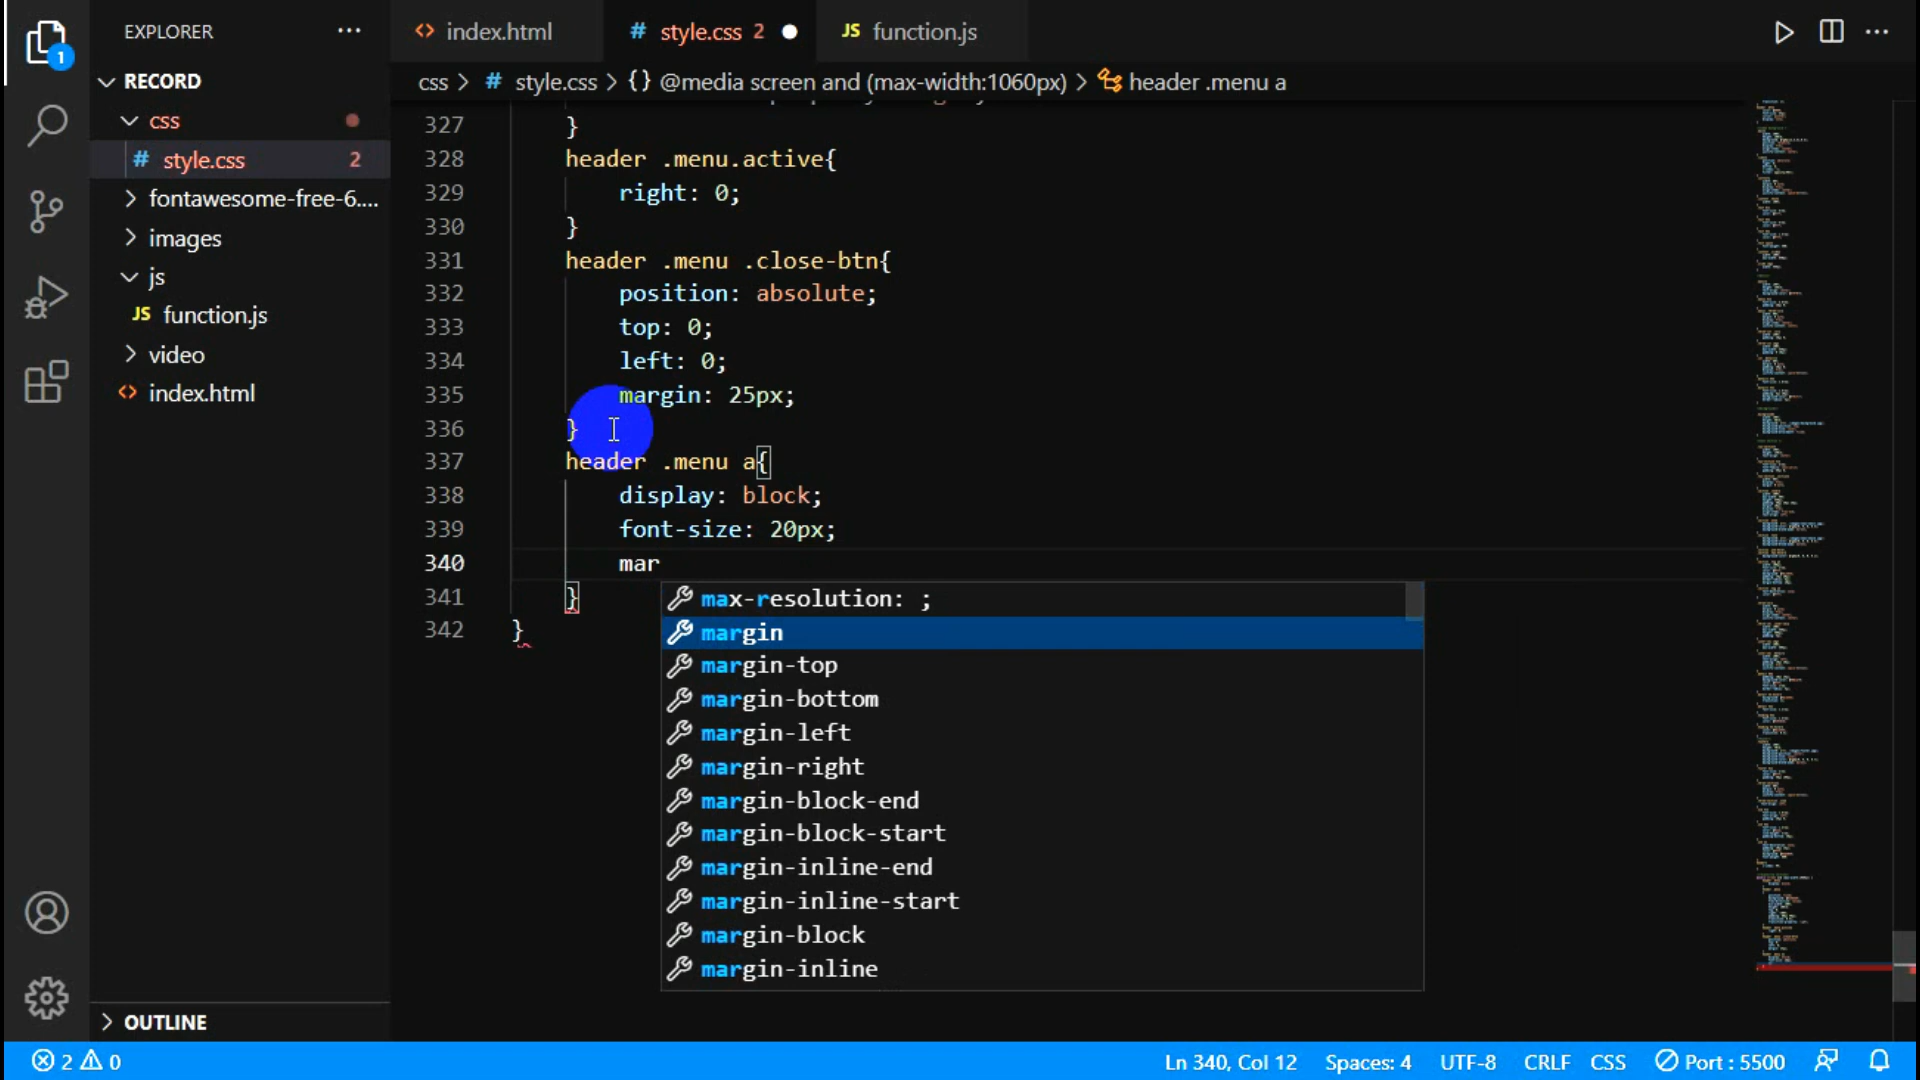 EXPLORER
RECORD
css
# style.css 2
fontawesome-free-6....
images
js
JS function.js
video
<> index.html
OUTLINE
1
<> index.html
# style.css 2
JS function.js
css > # style.css > {} @media screen and (max-width:1060px) > header .menu a
327 }
328 header .menu.active{
329 right: 0;
330 }
331 header .menu .close-btn{
332 position: absolute;
333 top: 0;
334 left: 0;
335 margin: 25px;
336 }
337 header .menu a{
338 display: block;
339 font-size: 20px;
340 mar
341 }
342 }
max-resolution: ;
margin
margin-top
margin-bottom
margin-left
margin-right
margin-block-end
margin-block-start
margin-inline-end
margin-inline-start
margin-block
margin-inline
2 0
Ln 340, Col 12 Spaces: 4 UTF-8 CRLF CSS Port : 5500